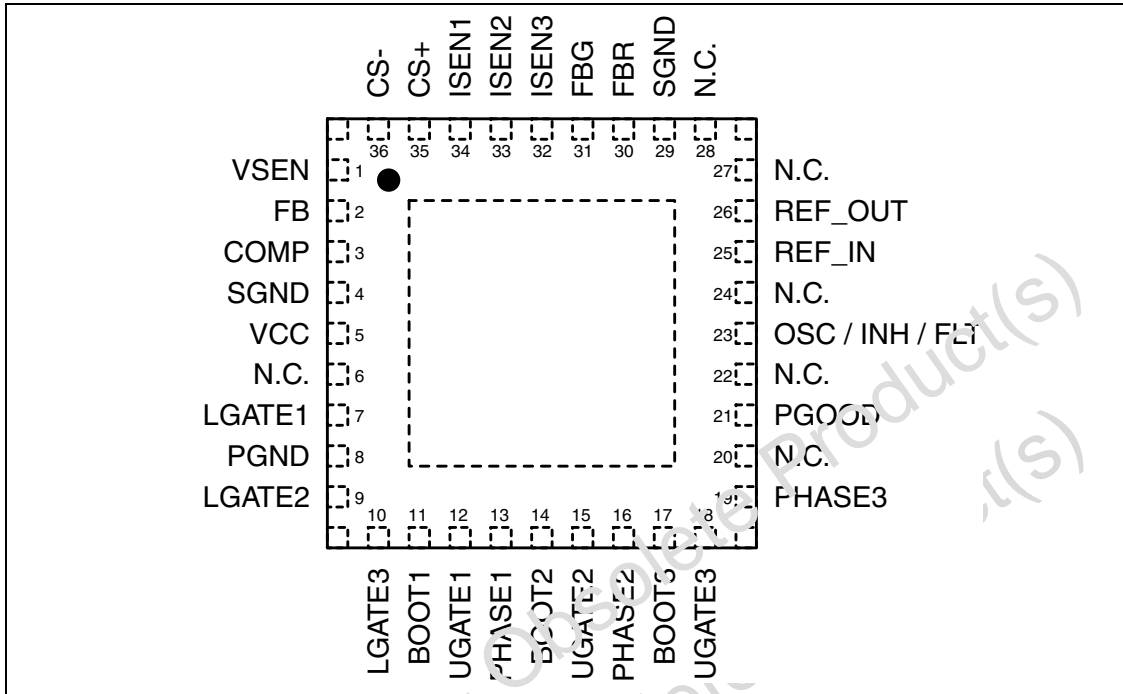 CS-
CS+
ISEN1
ISEN2
ISEN3
FBG
FBR
SGND
N.C.
36
35
34
33
32
31
30
29
28
VSEN 1
FB 2
COMP 3
SGND 4
VCC 5
N.C. 6
LGATE1 7
PGND 8
LGATE2 9
27 N.C.
26 REF_OUT
25 REF_IN
24 N.C.
23 OSC / INH / FLT
22 N.C.
21 PGOOD
20 N.C.
19 PHASE3
10
11
12
13
14
15
16
17
18
LGATE3
BOOT1
UGATE1
PHASE1
BOOT2
UGATE2
PHASE2
BOOT3
UGATE3
Obsolete Product(s)